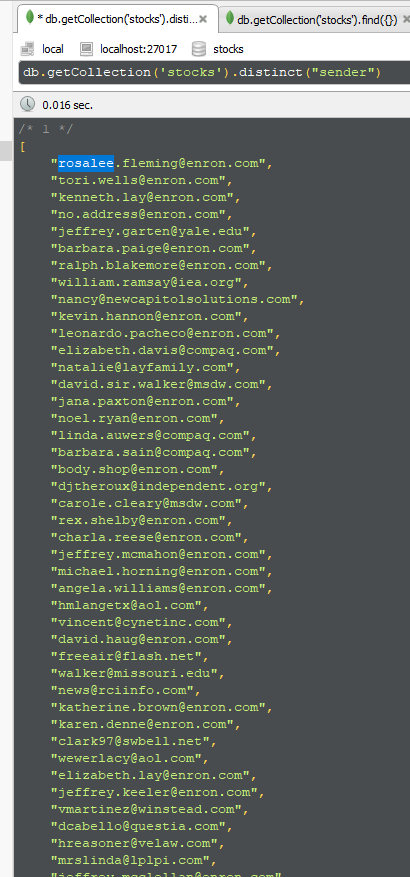 * db.getCollection('stocks').disti...
db.getCollection('stocks').find({})
local localhost:27017 stocks
db.getCollection('stocks').distinct("sender")
0.016 sec.
/* 1 */
[
"rosalee.fleming@enron.com",
"tori.wells@enron.com",
"kenneth.lay@enron.com",
"no.address@enron.com",
"jeffrey.garten@yale.edu",
"barbara.paige@enron.com",
"ralph.blakemore@enron.com",
"william.ramsay@iea.org",
"nancy@newcapitolsolutions.com",
"kevin.hannon@enron.com",
"leonardo.pacheco@enron.com",
"elizabeth.davis@compaq.com",
"natalie@layfamily.com",
"david.sir.walker@msdw.com",
"jana.paxton@enron.com",
"noel.ryan@enron.com",
"linda.auwers@compaq.com",
"barbara.sain@compaq.com",
"body.shop@enron.com",
"djtheroux@independent.org",
"carole.cleary@msdw.com",
"rex.shelby@enron.com",
"charla.reese@enron.com",
"jeffrey.mcmahon@enron.com",
"michael.horning@enron.com",
"angela.williams@enron.com",
"hmlangetx@aol.com",
"vincent@cynetinc.com",
"david.haug@enron.com",
"freeair@flash.net",
"walker@missouri.edu",
"news@rciinfo.com",
"katherine.brown@enron.com",
"karen.denne@enron.com",
"clark97@swbell.net",
"wewerlacy@aol.com",
"elizabeth.lay@enron.com",
"jeffrey.keeler@enron.com",
"vmartinez@winstead.com",
"dcabello@questia.com",
"hreasoner@velaw.com",
"mrslinda@lplpi.com",
"jeffrey.mcclellan@enron.com"